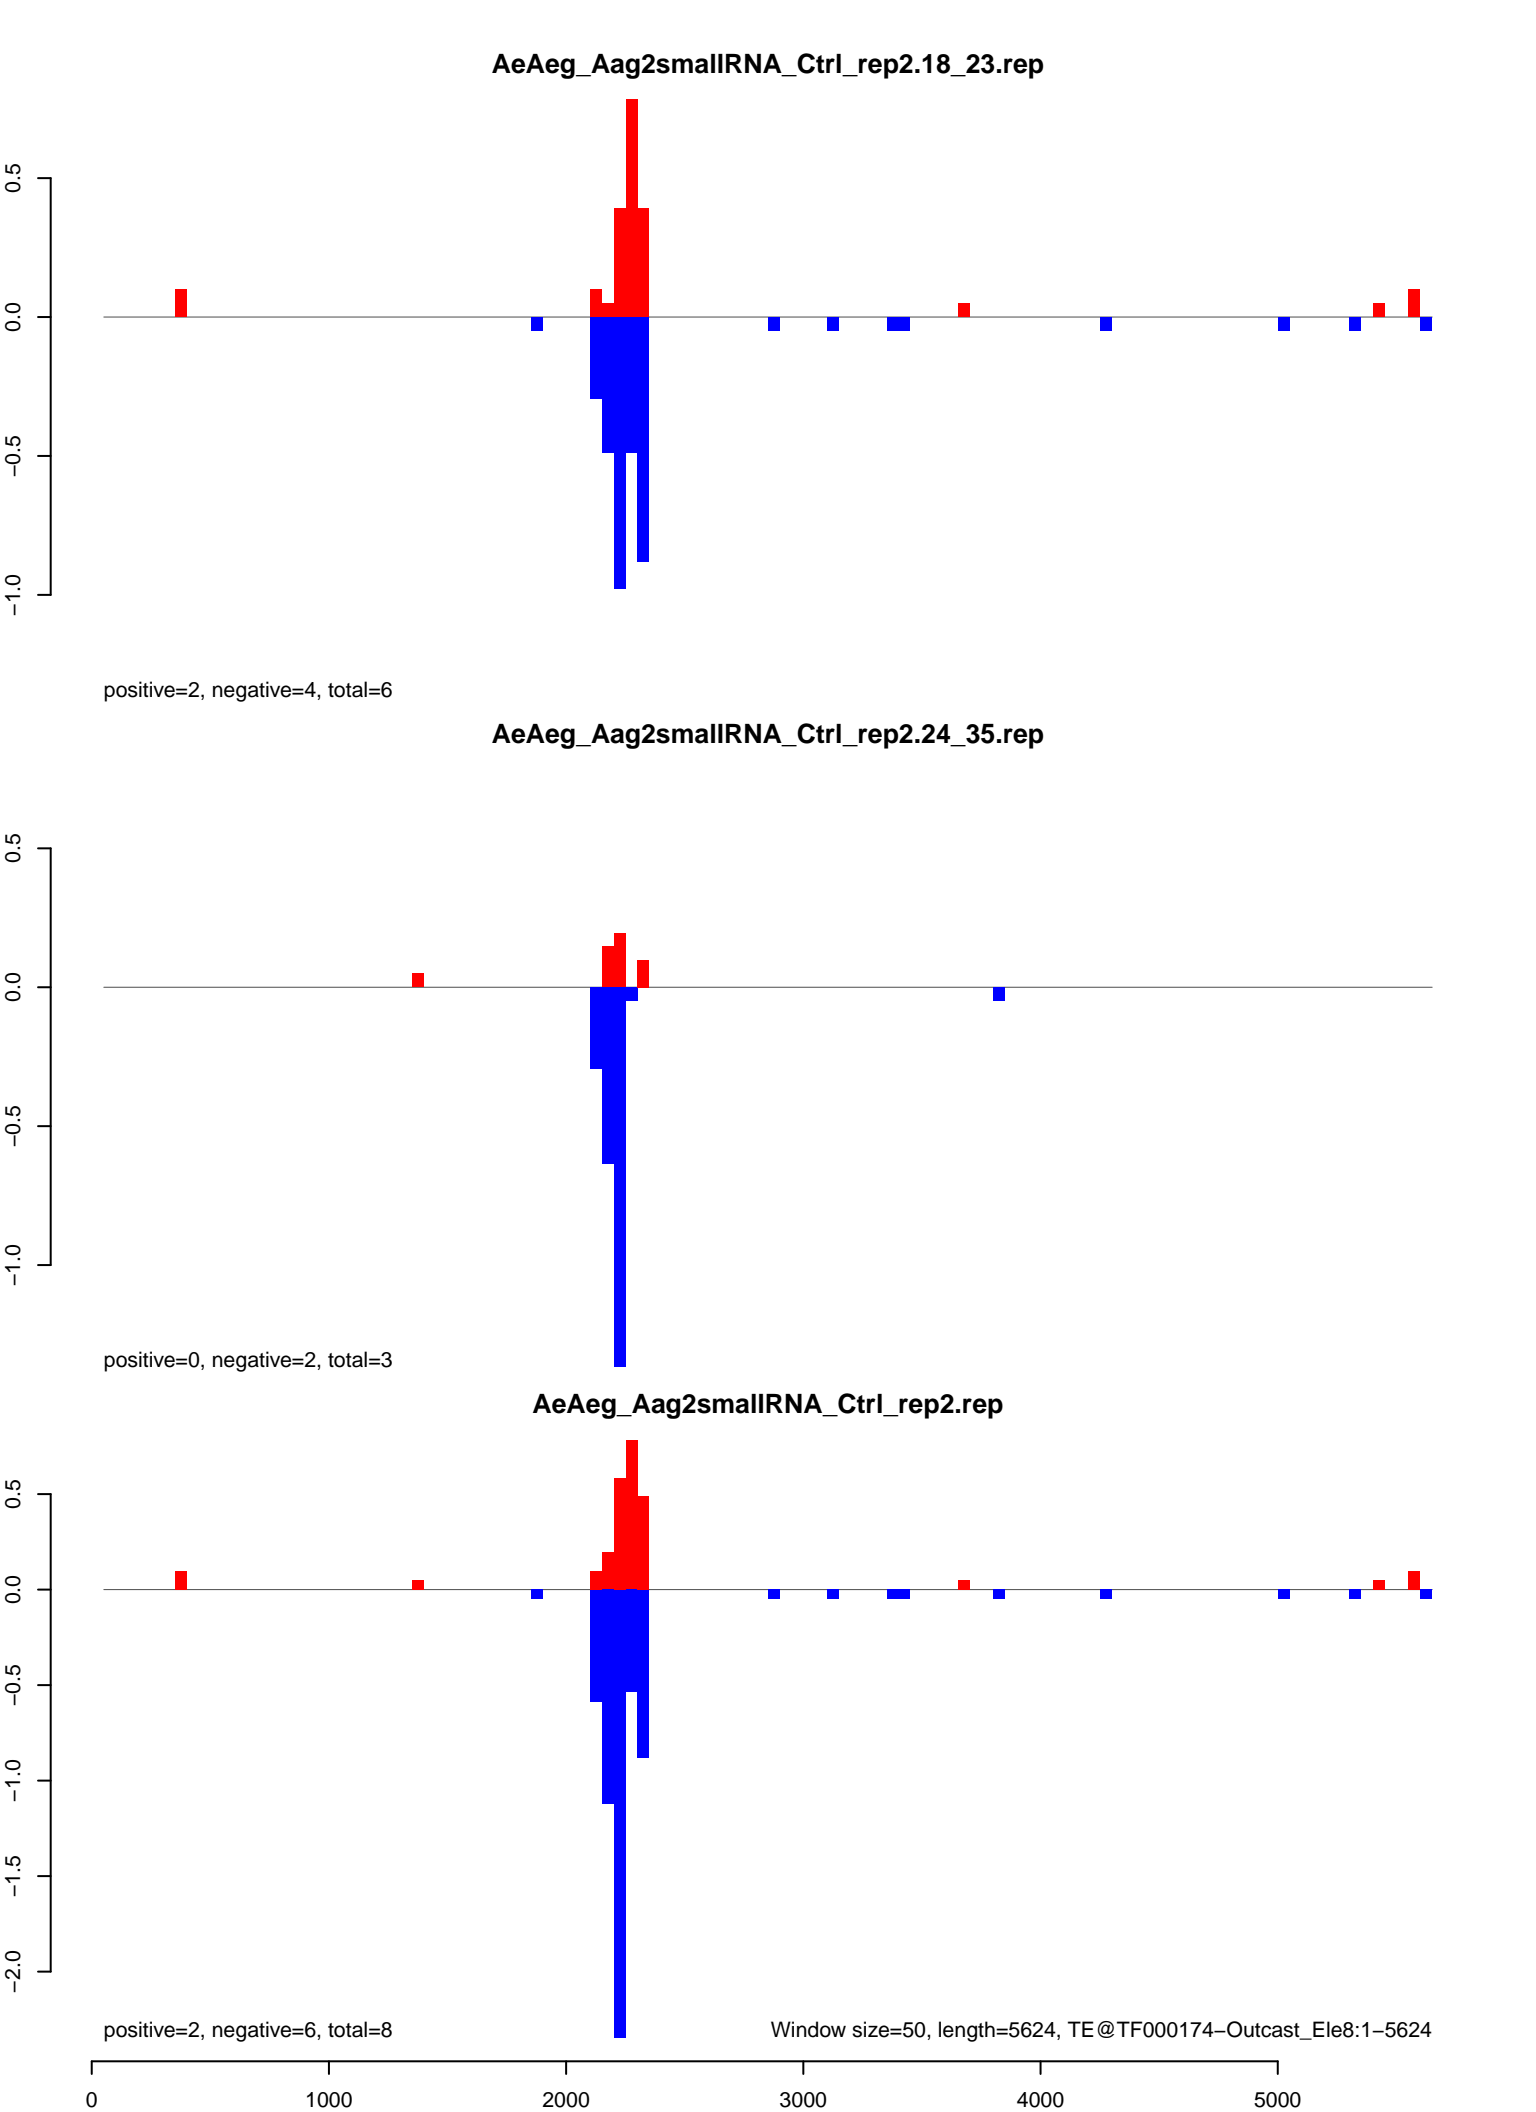 AeAeg_Aag2smallRNA_Ctrl_rep2.18_23.rep
0.5
0.0
−0.5
−1.0
positive=2, negative=4, total=6
AeAeg_Aag2smallRNA_Ctrl_rep2.24_35.rep
0.5
0.0
−0.5
−1.0
positive=0, negative=2, total=3
AeAeg_Aag2smallRNA_Ctrl_rep2.rep
0.5
0.0
−0.5
−1.0
−1.5
−2.0
positive=2, negative=6, total=8
Window size=50, length=5624, TE@TF000174−Outcast_Ele8:1−5624
0 1000 2000 3000 4000 5000